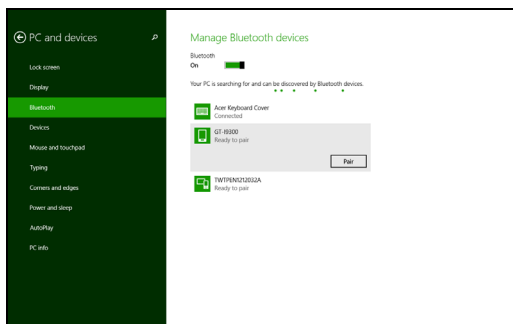 PC and devices
Lock screen
Display
Bluetooth
Devices
Mouse and touchpad
Typing
Corners and edges
Power and sleep
AutoPlay
PC info
Manage Bluetooth devices
Bluetooth
On
Your PC is searching for and can be discovered by Bluetooth devices.
Acer Keyboard Cover
Connected
GT-I9300
Ready to pair
Pair
TWTPEN1212032A
Ready to pair